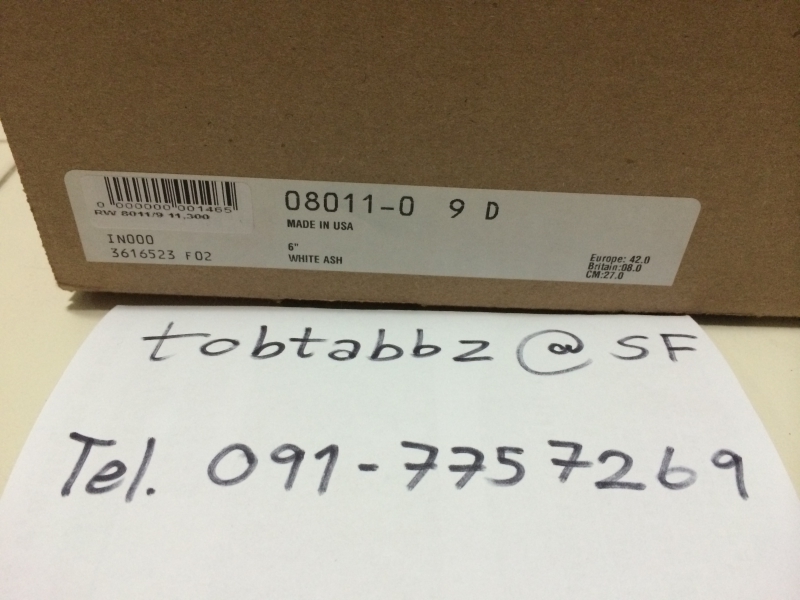 0 000000 001465
RW 8011/9 11,300
IN000
3616523 F02
08011-0 9 D
MADE IN USA
6"
WHITE ASH
Europe: 42.0
Britain:08.0
CM:27.0
tobtabbz @ SF
Tel. 091-7757269